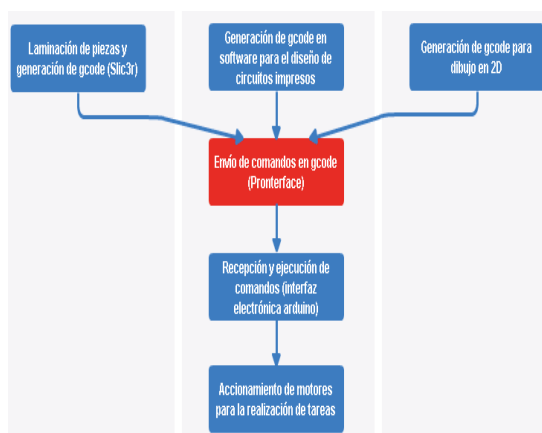 Laminación de piezas y
generación de gcode (Slic3r)
Generación de gcode en
software para el diseño de
circuitos impresos
Generación de gcode para
dibujo en 2D
Envío de comandos en gcode
(Pronterface)
Recepción y ejecución de
comandos (interfaz
electrónica arduino)
Accionamiento de motores
para la realización de tareas